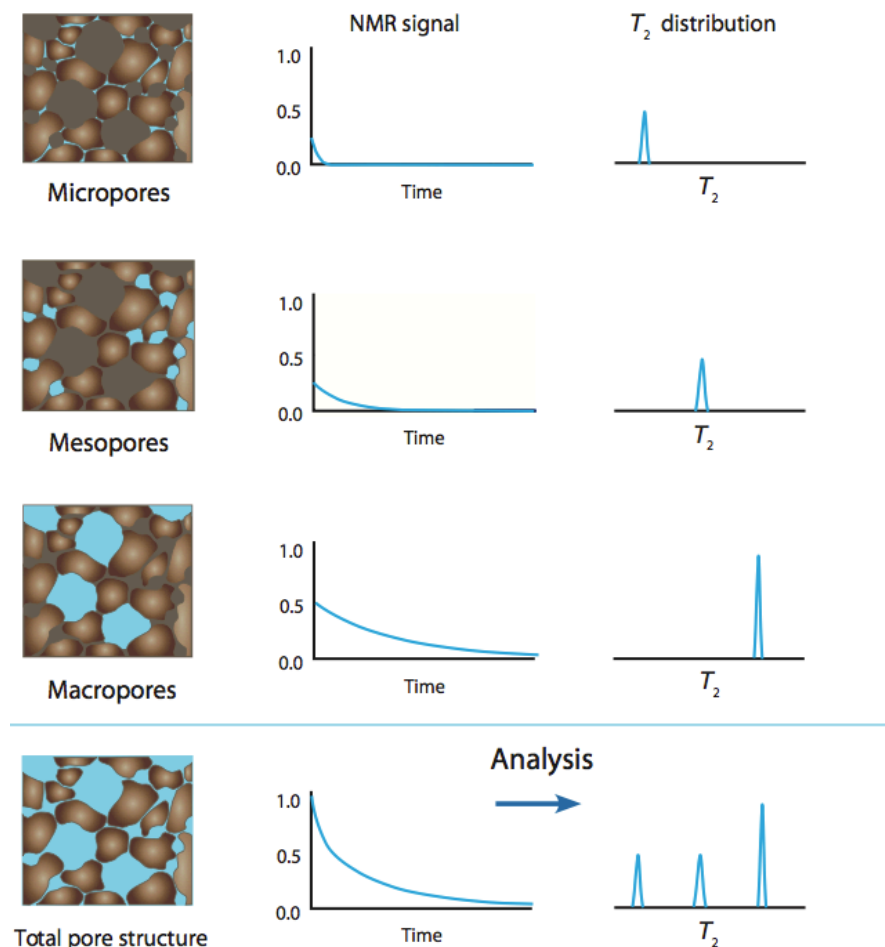 NMR signal
T2 distribution
1.0
0.5
0.0
Time
T2
Micropores
1.0
0.5
0.0
Time
T2
Mesopores
1.0
0.5
0.0
Time
T2
Macropores
Analysis
1.0
0.5
0.0
Time
T2
Total pore structure